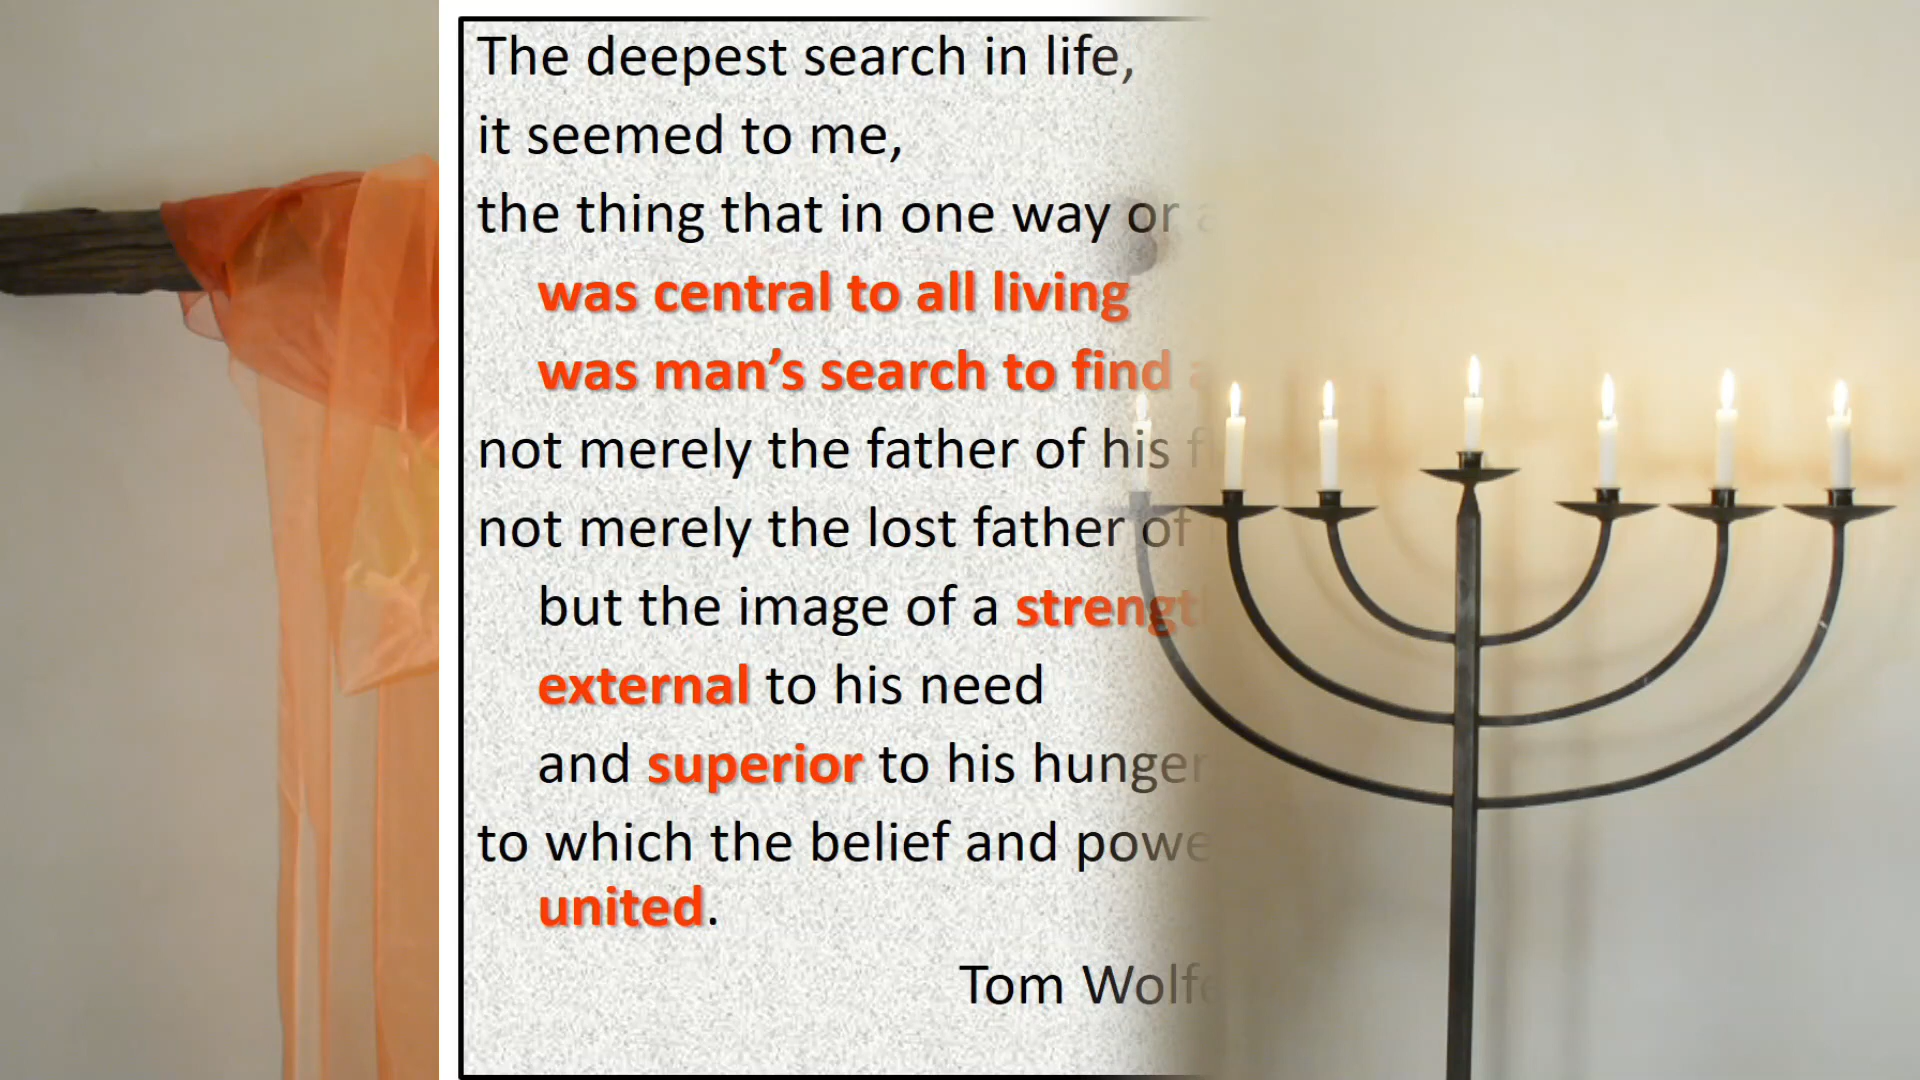 The deepest search in life,
it seemed to me,
the thing that in one way or
was central to all living
was man's search to find
not merely the father of his
not merely the lost father of
but the image of a
external to his need
and superior to his hunger
to which the belief and
united.
Tom Wolfe